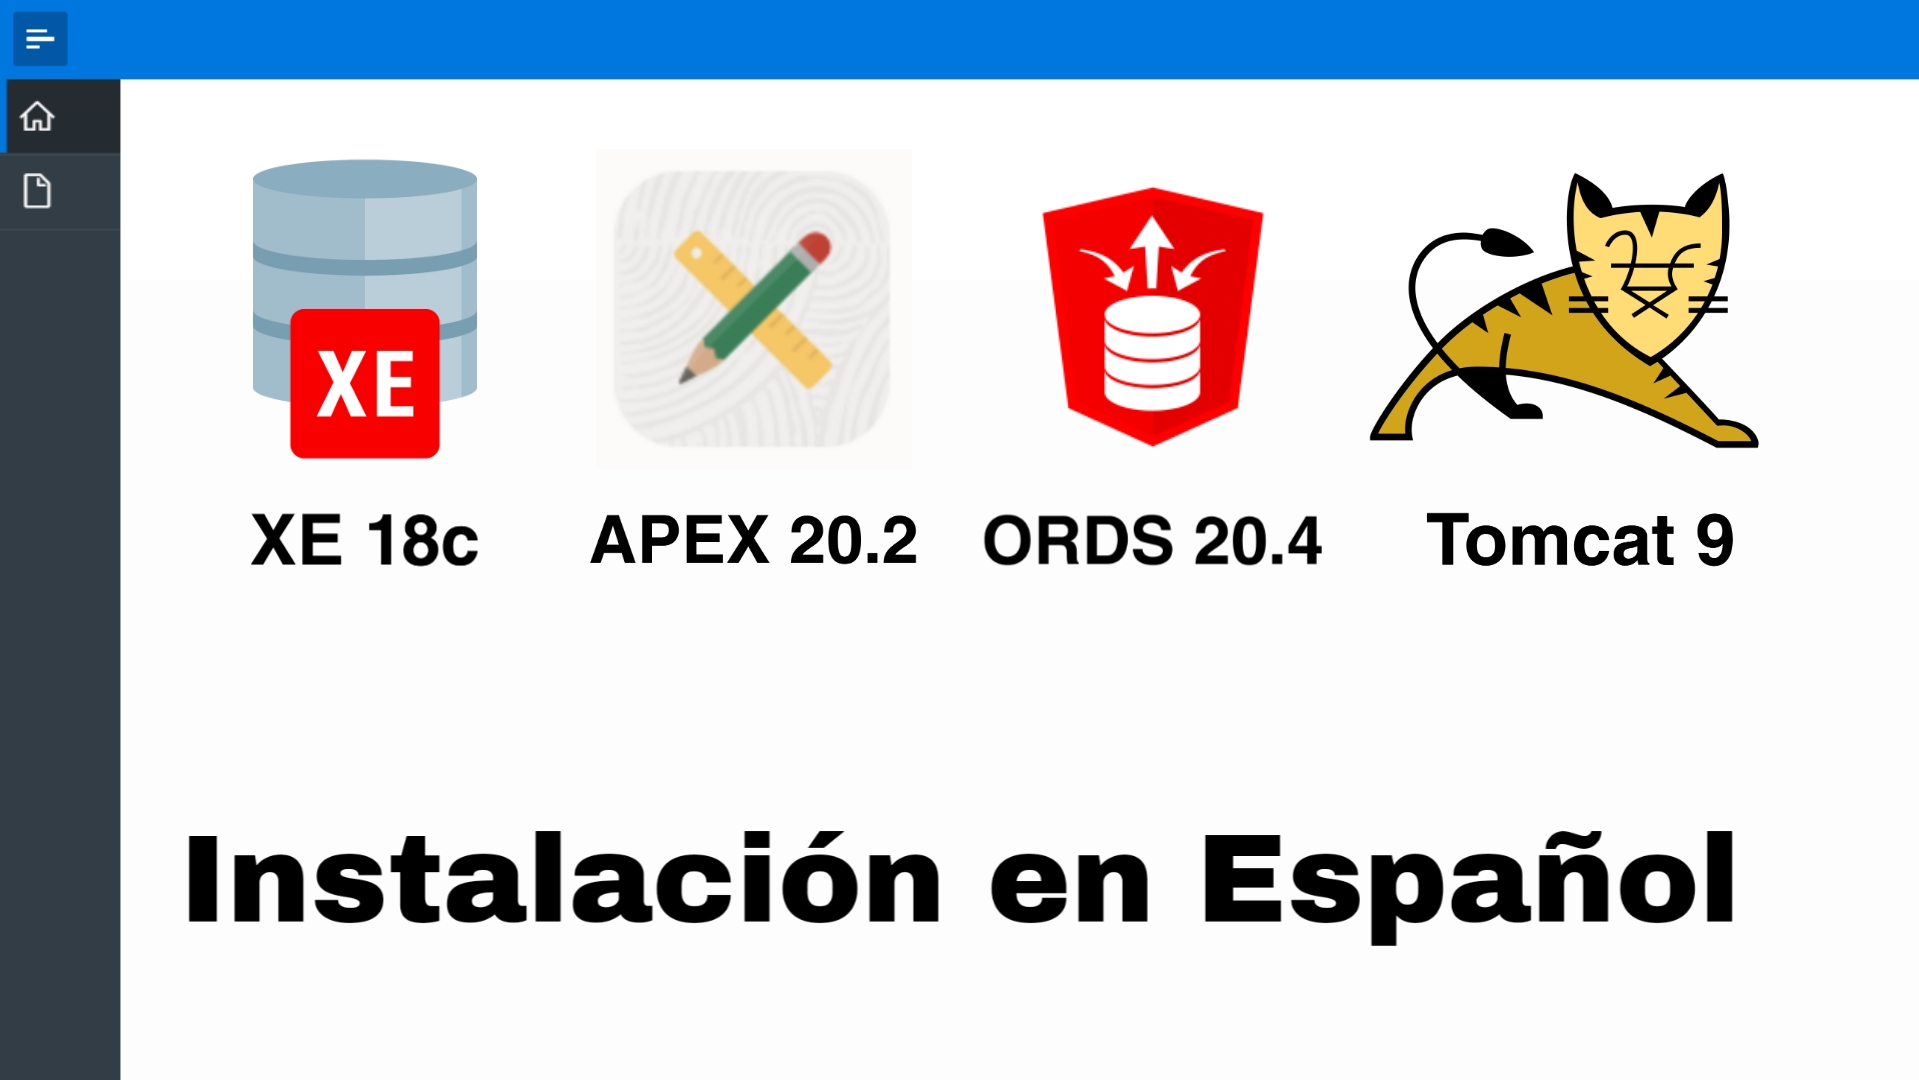 XE
XE 18c
APEX 20.2
ORDS 20.4
Tomcat 9
Instalación en Español